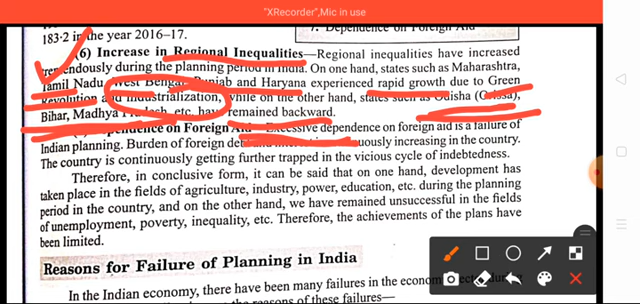 "XRecorder",Mic in use
183·2 in the year 2016–17.
7. Dependence on Foreign Aid
(6) Increase in Regional Inequalities—Regional inequalities have increased
tremendously during the planning period in India. On one hand, states such as Maharashtra,
Tamil Nadu, West Bengal, Punjab and Haryana experienced rapid growth due to Green
Revolution and Industrialization, while on the other hand, states such as Odisha (Orissa),
Bihar, Madhya Pradesh, etc. have remained backward.
Dependence on Foreign Aid—Excessive dependence on foreign aid is a failure of
Indian planning. Burden of foreign debt and continuously increasing in the country.
The country is continuously getting further trapped in the vicious cycle of indebtedness.
Therefore, in conclusive form, it can be said that on one hand, development has
taken place in the fields of agriculture, industry, power, education, etc. during the planning
period in the country, and on the other hand, we have remained unsuccessful in the fields
of unemployment, poverty, inequality, etc. Therefore, the achievements of the plans have
been limited.
Reasons for Failure of Planning in India
In the Indian economy, there have been many failures in the
reasons of these failures—